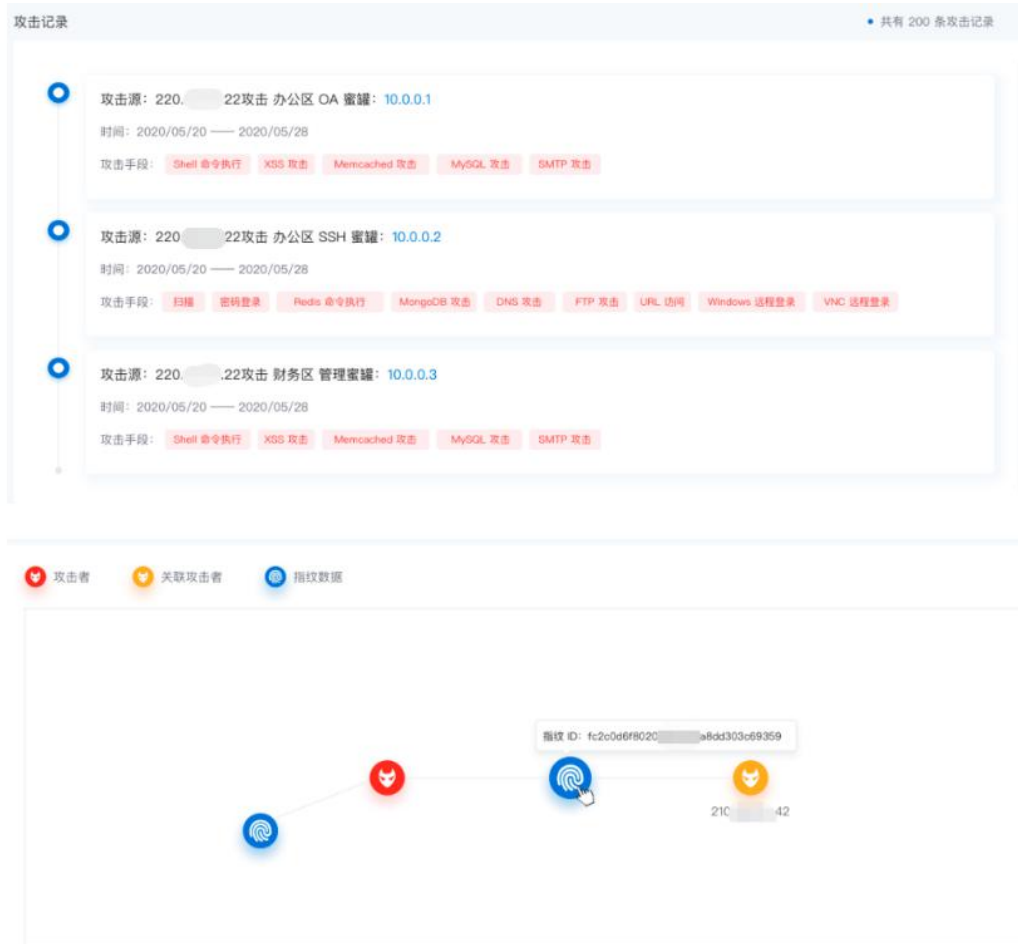 攻击记录 • 共有 200 条攻击记录
攻击源：220. 22攻击 办公区 OA 蜜罐：10.0.0.1
时间：2020/05/20 —— 2020/05/28
攻击手段： Shell 命令执行 XSS 攻击 Memcached 攻击 MySQL 攻击 SMTP 攻击
攻击源：220 22攻击 办公区 SSH 蜜罐：10.0.0.2
时间：2020/05/20 —— 2020/05/28
攻击手段： 扫描 密码登录 Redis 命令执行 MongoDB 攻击 DNS 攻击 FTP 攻击 URL 访问 Windows 远程登录 VNC 远程登录
攻击源：220. .22攻击 财务区 管理蜜罐：10.0.0.3
时间：2020/05/20 —— 2020/05/28
攻击手段： Shell 命令执行 XSS 攻击 Memcached 攻击 MySQL 攻击 SMTP 攻击
攻击者 关联攻击者 指纹数据
指纹 ID：fc2c0d6f8020 a8dd303c69359
210 42